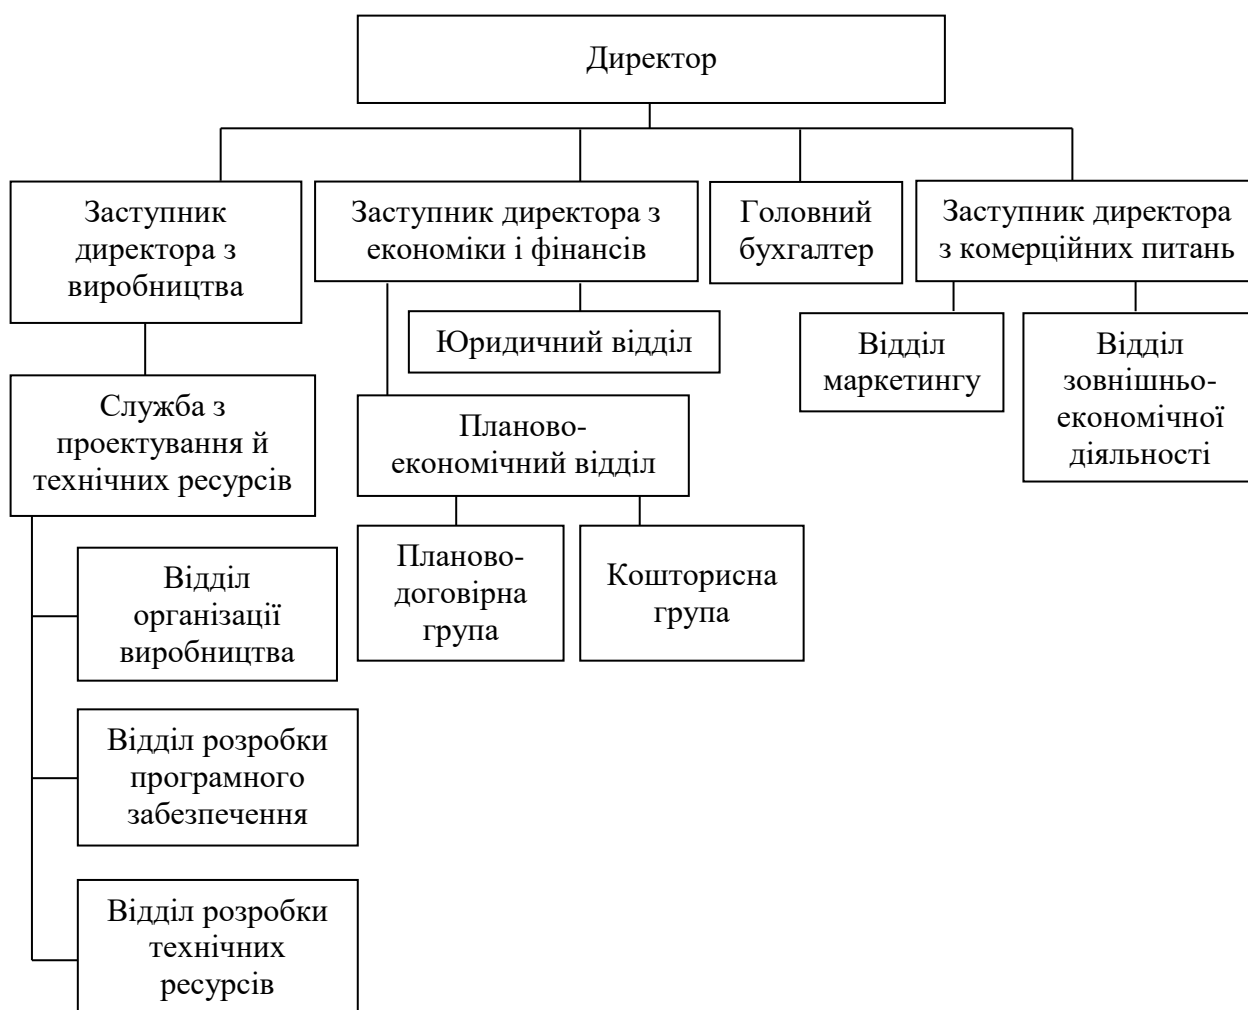 Директор
Заступник
директора з
виробництва
Заступник директора з
економіки і фінансів
Головний
бухгалтер
Заступник директора
з комерційних питань
Юридичний відділ
Відділ
маркетингу
Відділ
зовнішньо-
економічної
діяльності
Служба з
проектування й
технічних ресурсів
Планово-
економічний відділ
Планово-
договірна
група
Кошторисна
група
Відділ
організації
виробництва
Відділ розробки
програмного
забезпечення
Відділ розробки
технічних
ресурсів